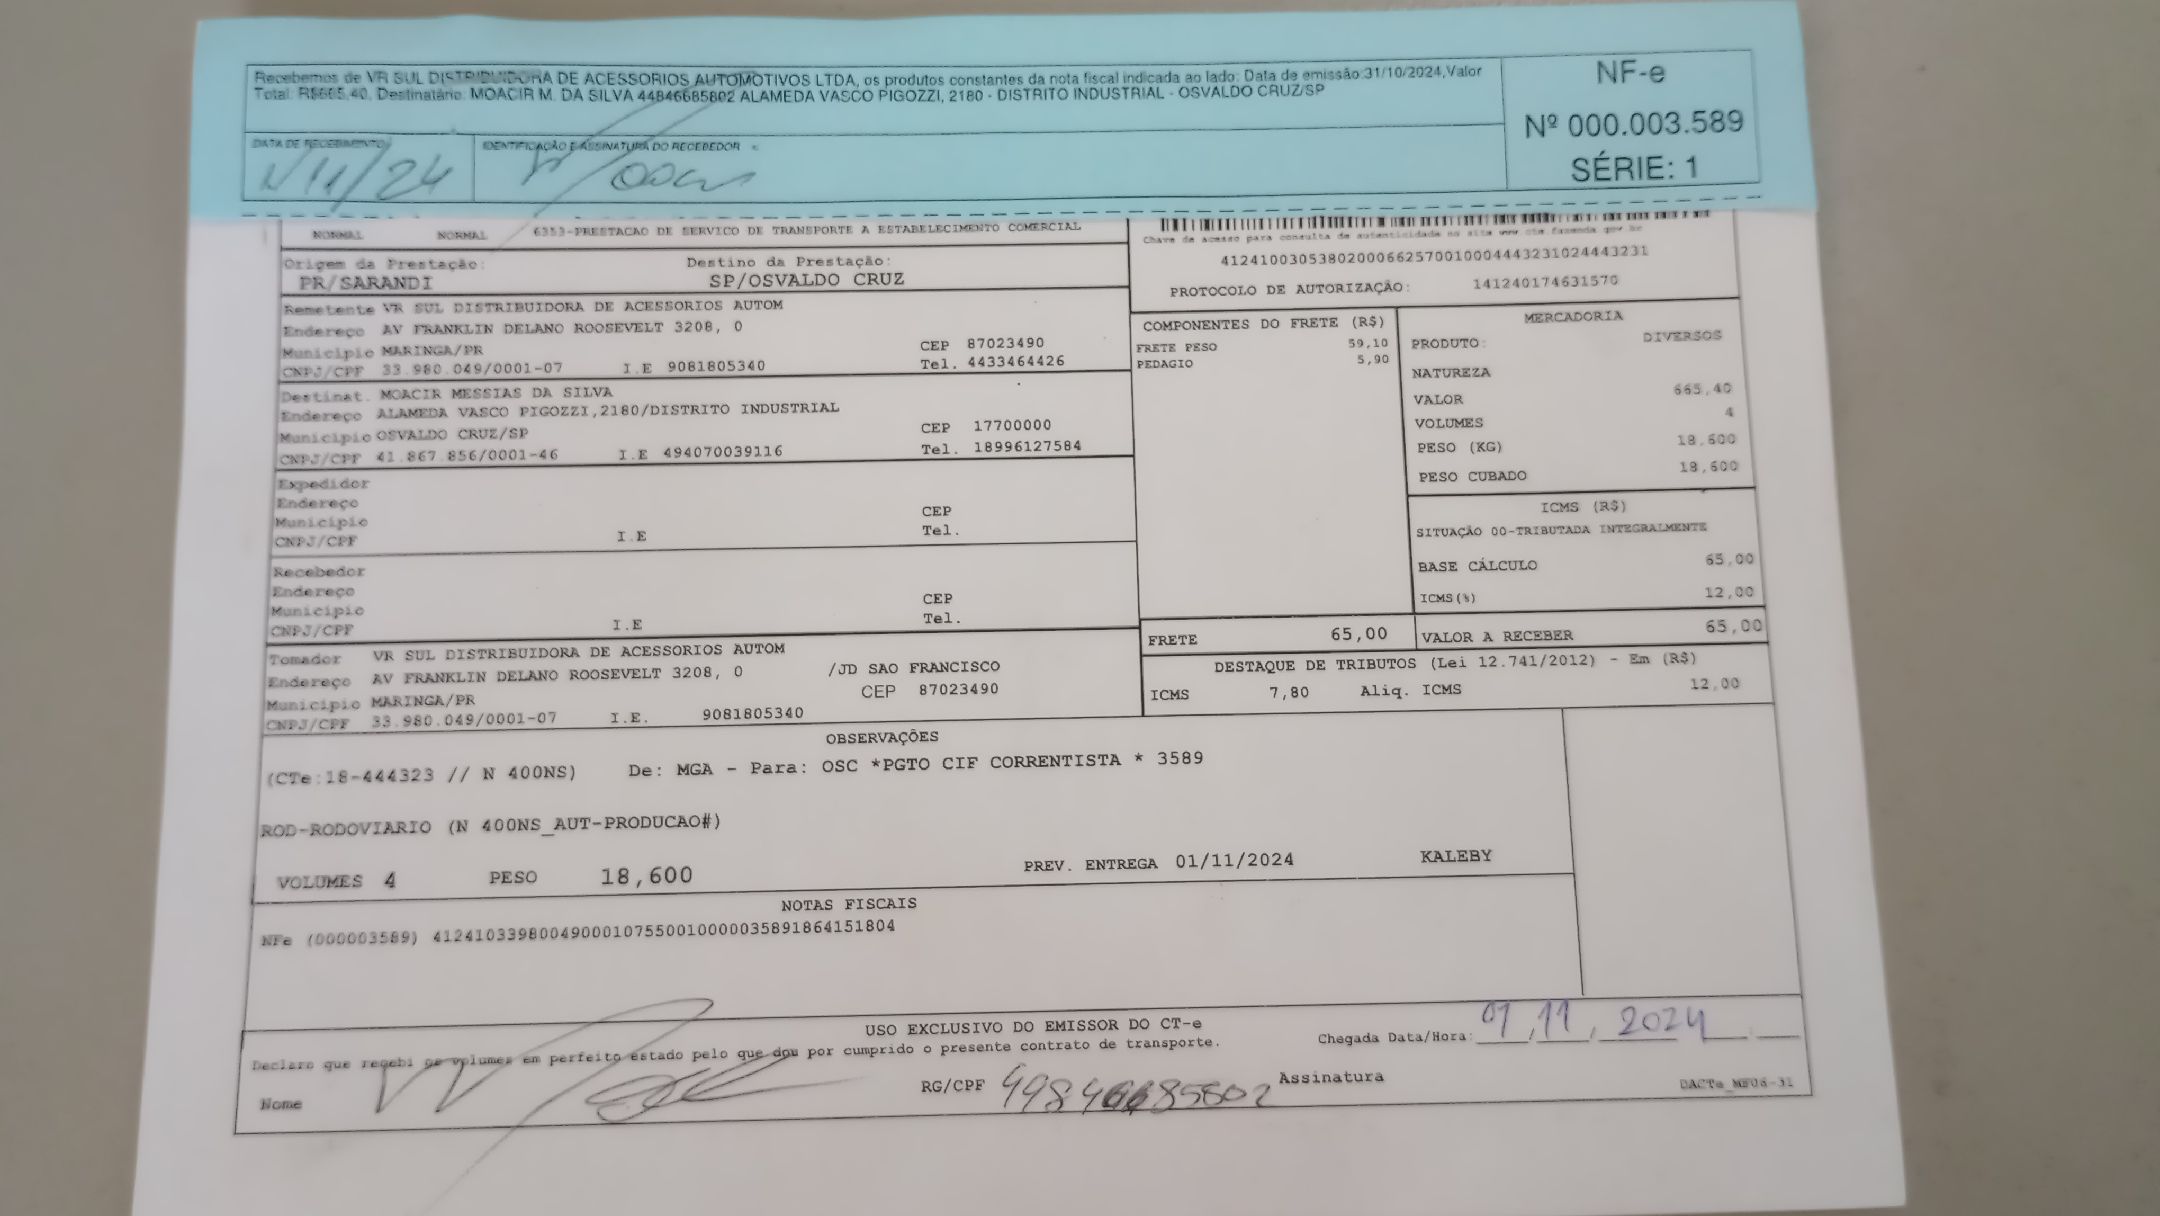 Recebemos de VR SUL DISTRIBUIDORA DE ACESSORIOS AUTOMOTIVOS LTDA, os produtos constantes da nota fiscal indicada ao lado. Data de emissão:31/10/2024,Valor
Total: R$665,40, Destinatário: MOACIR M. DA SILVA 44846685802 ALAMEDA VASCO PIGOZZI, 2180 - DISTRITO INDUSTRIAL - OSVALDO CRUZ/SP
NF-e
Nº 000.003.589
SÉRIE: 1
DATA DE RECEBIMENTO
IDENTIFICAÇÃO E ASSINATURA DO RECEBEDOR
1/11/24
NORMAL NORMAL 6353-PRESTACAO DE SERVICO DE TRANSPORTE A ESTABELECIMENTO COMERCIAL
Chave de acesso para consulta de autenticidade no site www.cte.fazenda.gov.br
41241003053802000662570010004443231024443231
PROTOCOLO DE AUTORIZAÇÃO: 141240174631570
Origem da Prestação: Destino da Prestação:
PR/SARANDI SP/OSVALDO CRUZ
Remetente VR SUL DISTRIBUIDORA DE ACESSORIOS AUTOM
Endereço AV FRANKLIN DELANO ROOSEVELT 3208, 0
Municipio MARINGA/PR CEP 87023490
CNPJ/CPF 33.980.049/0001-07 I.E 9081805340 Tel. 4433464426
Destinat. MOACIR MESSIAS DA SILVA
Endereço ALAMEDA VASCO PIGOZZI,2180/DISTRITO INDUSTRIAL
Municipio OSVALDO CRUZ/SP CEP 17700000
CNPJ/CPF 41.867.856/0001-46 I.E 494070039116 Tel. 18996127584
Expedidor
Endereço
Municipio CEP
CNPJ/CPF I.E Tel.
Recebedor
Endereço
Municipio CEP
CNPJ/CPF I.E Tel.
Tomador VR SUL DISTRIBUIDORA DE ACESSORIOS AUTOM
Endereço AV FRANKLIN DELANO ROOSEVELT 3208, 0 /JD SAO FRANCISCO
Municipio MARINGA/PR CEP 87023490
CNPJ/CPF 33.980.049/0001-07 I.E. 9081805340
COMPONENTES DO FRETE (R$)
FRETE PESO 59,10
PEDAGIO 5,90
MERCADORIA
PRODUTO: DIVERSOS
NATUREZA
VALOR 665,40
VOLUMES 4
PESO (KG) 18,600
PESO CUBADO 18,600
ICMS (R$)
SITUAÇÃO 00-TRIBUTADA INTEGRALMENTE
BASE CÁLCULO 65,00
ICMS(%) 12,00
FRETE 65,00 VALOR A RECEBER 65,00
DESTAQUE DE TRIBUTOS (Lei 12.741/2012) - Em (R$)
ICMS 7,80 Aliq. ICMS 12,00
OBSERVAÇÕES
(CTe:18-444323 // N 400NS) De: MGA - Para: OSC *PGTO CIF CORRENTISTA * 3589
ROD-RODOVIARIO (N 400NS_AUT-PRODUCAO#)
VOLUMES 4 PESO 18,600 PREV. ENTREGA 01/11/2024 KALEBY
NOTAS FISCAIS
NFe (000003589) 41241033980049000107550010000035891864151804
USO EXCLUSIVO DO EMISSOR DO CT-e
Chegada Data/Hora: 01,11,2024
Declaro que recebi os volumes em perfeito estado pelo que dou por cumprido o presente contrato de transporte.
Nome RG/CPF Assinatura
DACTe_MF06-31